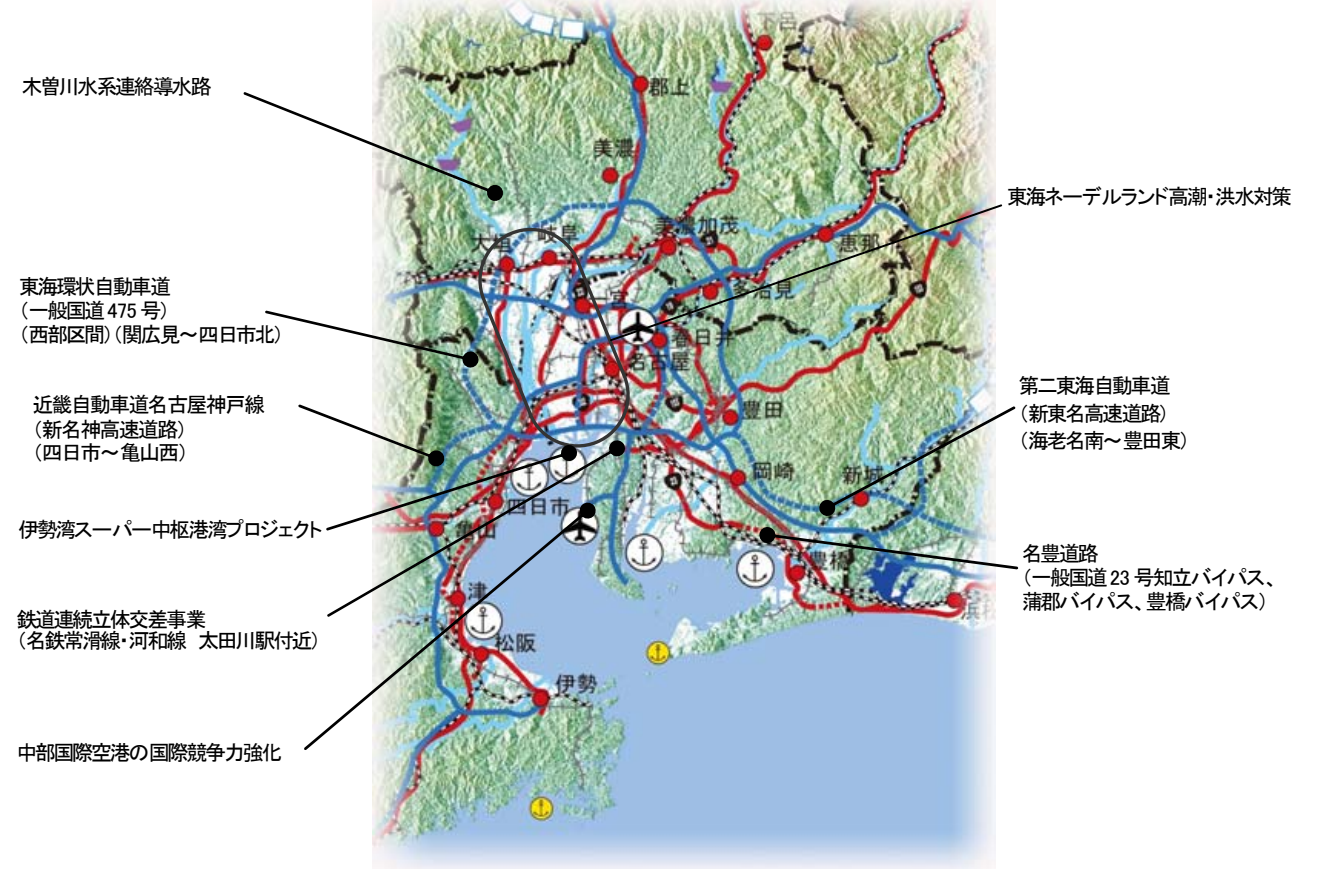 木曽川水系連絡導水路
東海環状自動車道
(一般国道475号)
(西部区間)(関広見～四日市北)
近畿自動車道名古屋神戸線
(新名神高速道路)
(四日市～亀山西)
伊勢湾スーパー中枢港湾プロジェクト
鉄道連続立体交差事業
(名鉄常滑線・河和線 太田川駅付近)
中部国際空港の国際競争力強化
下呂
郡上
美濃
美濃加茂
恵那
大垣
岐阜
多治見
一宮
春日井
名古屋
豊田
岡崎
新城
四日市
亀山
豊橋
津
松阪
伊勢
東海ネーデルランド高潮・洪水対策
第二東海自動車道
(新東名高速道路)
(海老名南～豊田東)
名豊道路
(一般国道23号知立バイパス、
蒲郡バイパス、豊橋バイパス)